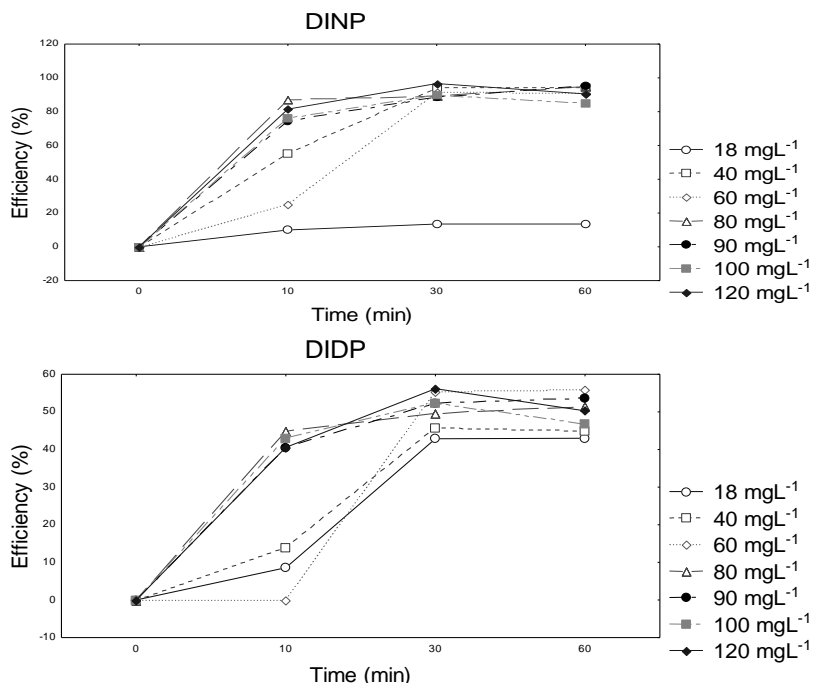 DINP
120
100
80
60
40
20
0
-20
Efficiency (%)
0 10 30 60
Time (min)
18 mgL⁻¹
40 mgL⁻¹
60 mgL⁻¹
80 mgL⁻¹
90 mgL⁻¹
100 mgL⁻¹
120 mgL⁻¹
DIDP
60
50
40
30
20
10
0
-10
Efficiency (%)
0 10 30 60
Time (min)
18 mgL⁻¹
40 mgL⁻¹
60 mgL⁻¹
80 mgL⁻¹
90 mgL⁻¹
100 mgL⁻¹
120 mgL⁻¹